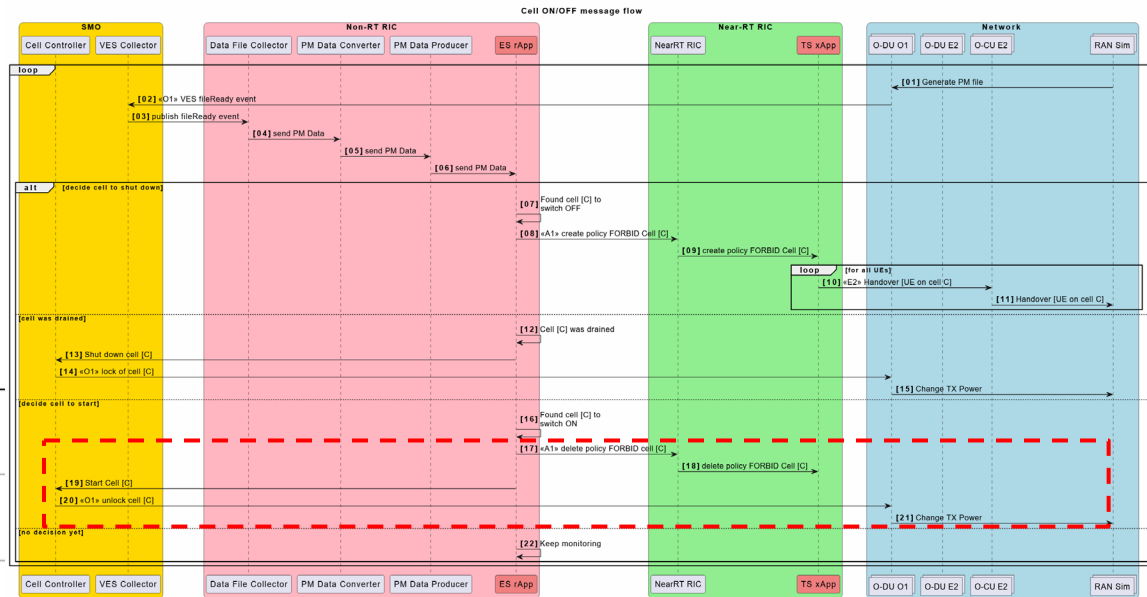 Cell ON/OFF message flow
SMO
Non-RT RIC
Near-RT RIC
Network
Cell Controller
VES Collector
Data File Collector
PM Data Converter
PM Data Producer
ES rApp
NearRT RIC
TS xApp
O-DU O1
O-DU E2
O-CU E2
RAN Sim
loop
[01] Generate PM file
[02] «O1» VES fileReady event
[03] publish fileReady event
[04] send PM Data
[05] send PM Data
[06] send PM Data
alt
[decide cell to shut down]
[07] Found cell [C] to
switch OFF
[08] «A1» create policy FORBID Cell [C]
[09] create policy FORBID Cell [C]
loop
[for all UEs]
[10] «E2» Handover [UE on cell C]
[11] Handover [UE on cell C]
[cell was drained]
[12] Cell [C] was drained
[13] Shut down cell [C]
[14] «O1» lock of cell [C]
[15] Change TX Power
[decide cell to start]
[16] Found cell [C] to
switch ON
[17] «A1» delete policy FORBID cell [C]
[18] delete policy FORBID Cell [C]
[19] Start Cell [C]
[20] «O1» unlock cell [C]
[21] Change TX Power
[no decision yet]
[22] Keep monitoring
Cell Controller
VES Collector
Data File Collector
PM Data Converter
PM Data Producer
ES rApp
NearRT RIC
TS xApp
O-DU O1
O-DU E2
O-CU E2
RAN Sim